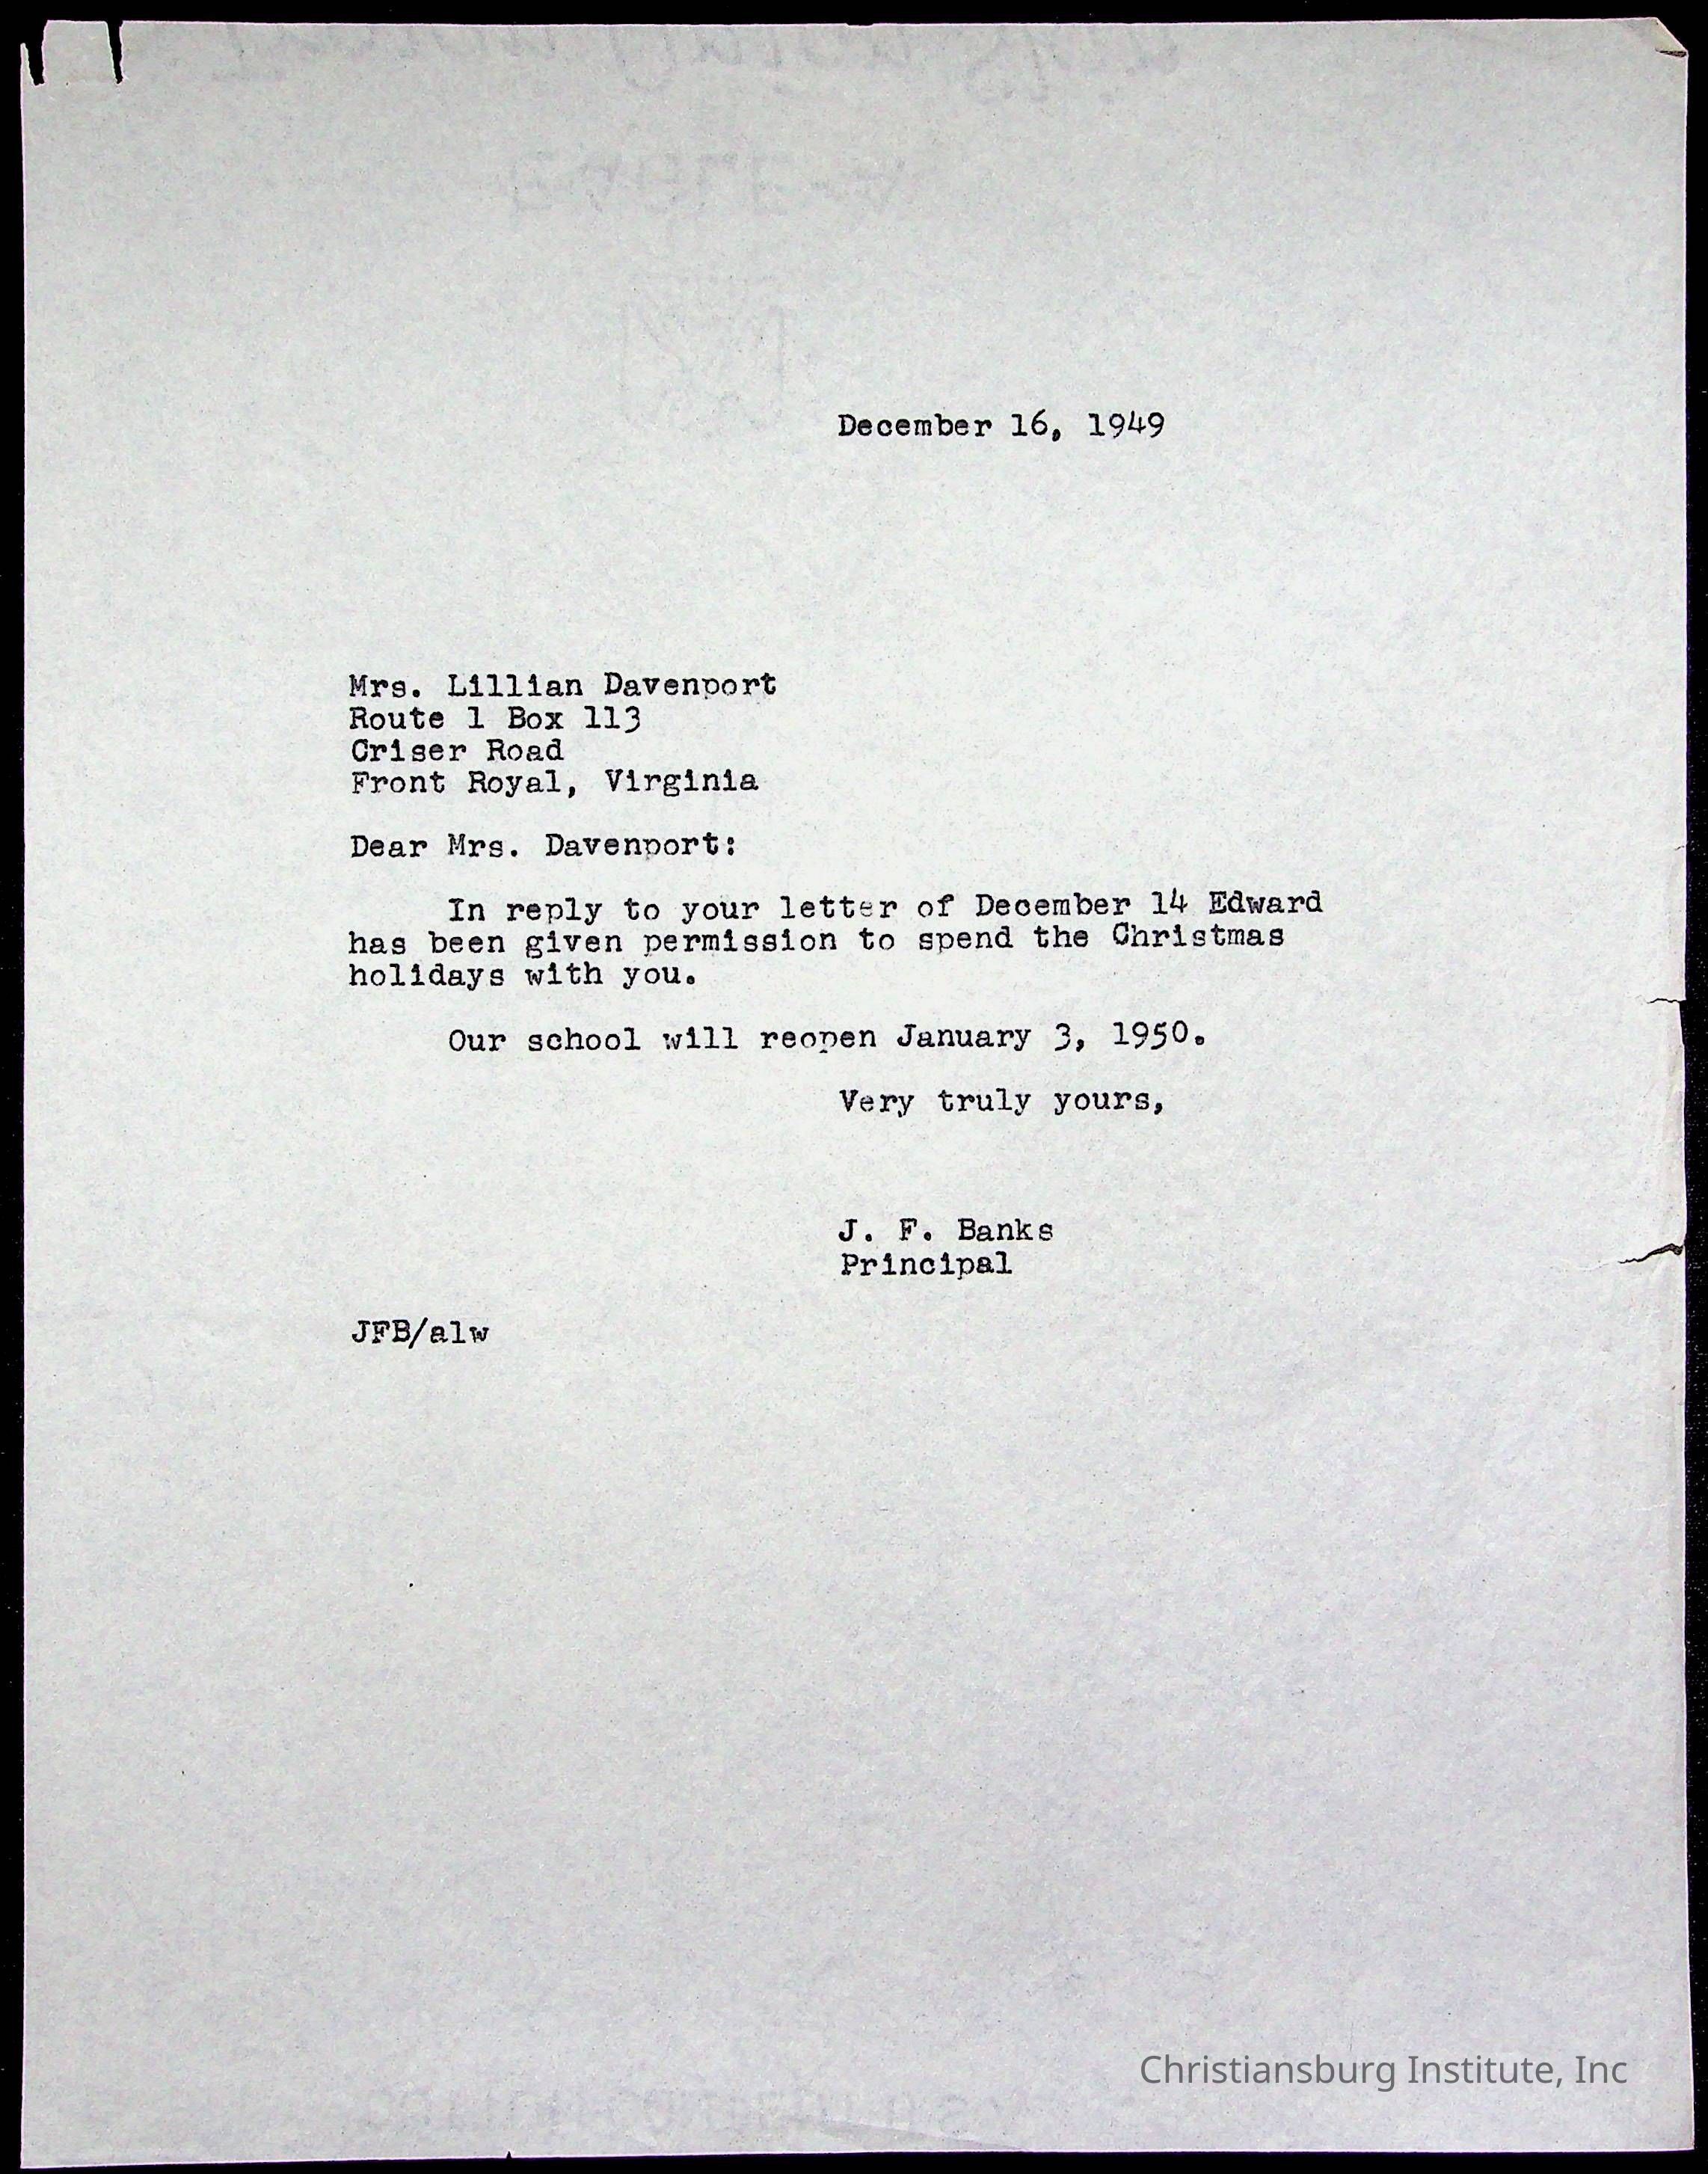 December 16, 1949
Mrs. Lillian Davenport
Route 1 Box 113
Criser Road
Front Royal, Virginia
Dear Mrs. Davenport:
In reply to your letter of December 14 Edward
has been given permission to spend the Christmas
holidays with you.
Our school will reopen January 3, 1950.
Very truly yours,
J. F. Banks
Principal
JFB/alw
Christiansburg Institute, Inc